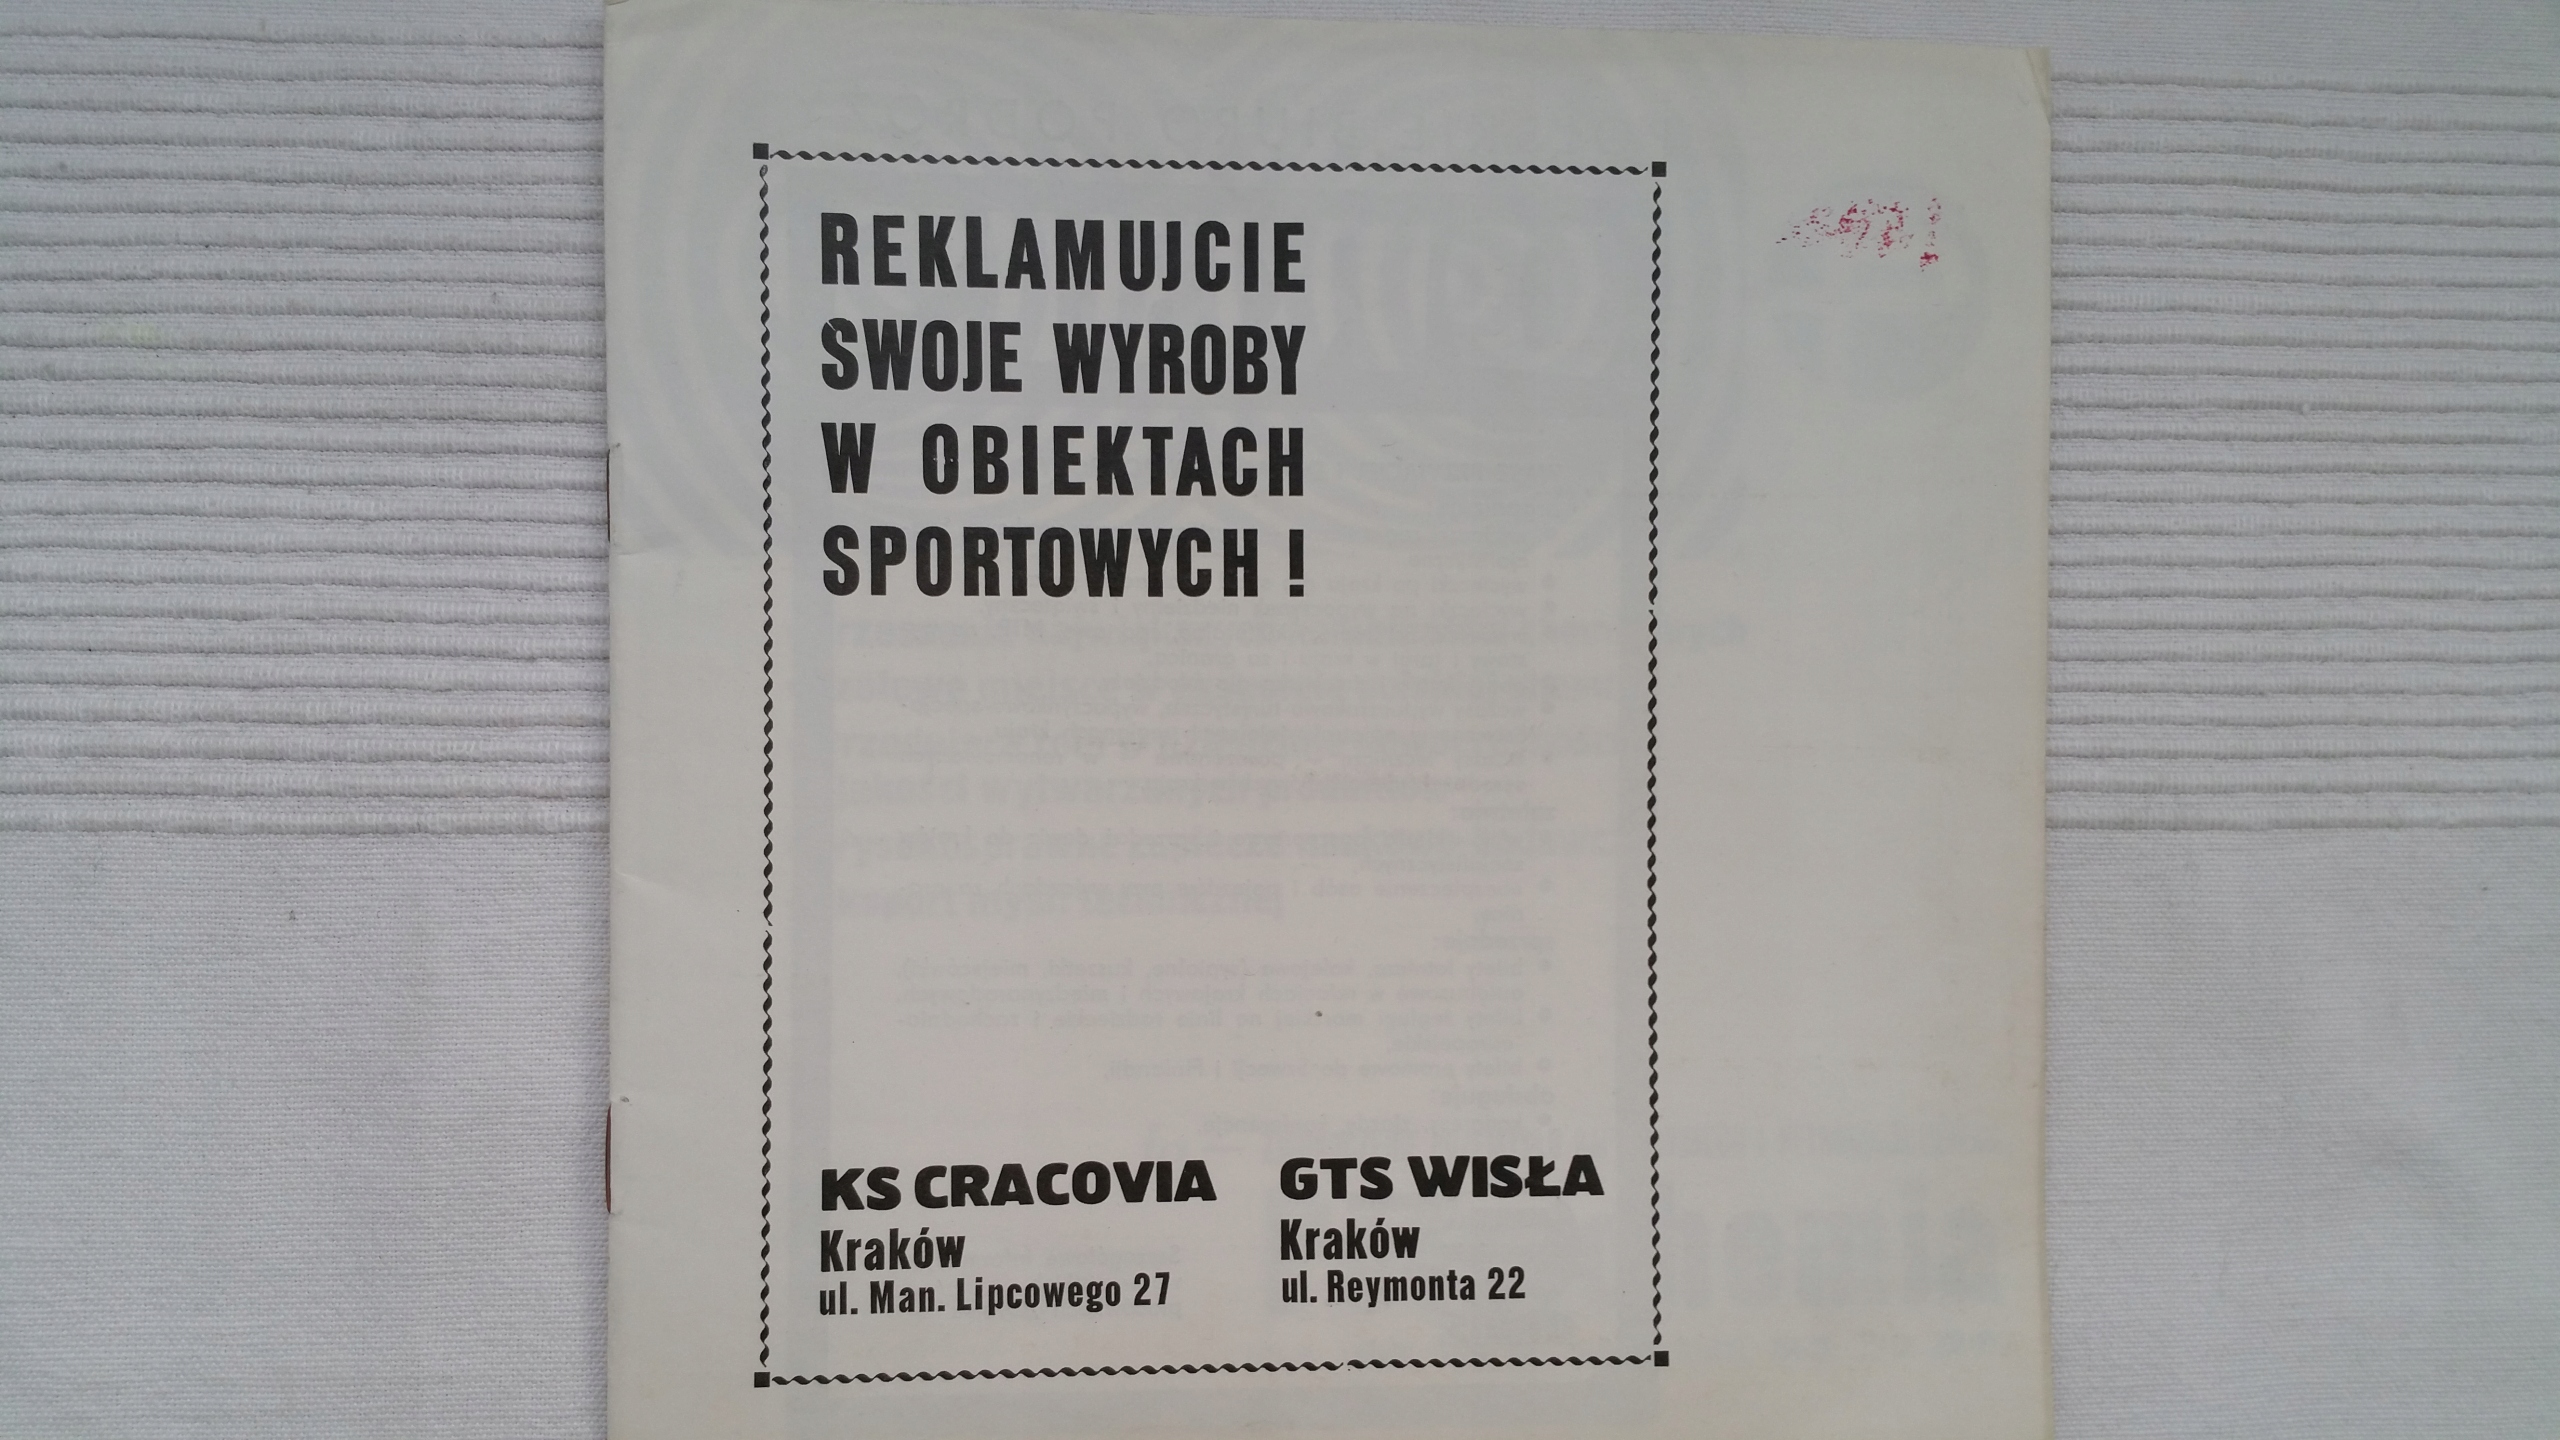 REKLAMUJCIE
SWOJE WYROBY
W OBIEKTACH
SPORTOWYCH !
KS CRACOVIA
Kraków
ul. Man. Lipcowego 27
GTS WISŁA
Kraków
ul. Reymonta 22